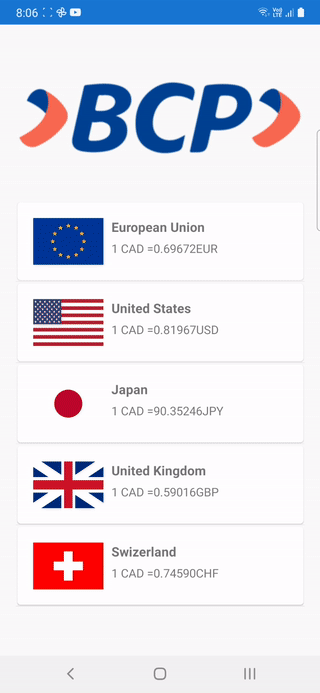 8:06
VoLTE
BCP
European Union
1 CAD =0.69672EUR
United States
1 CAD =0.81967USD
Japan
1 CAD =90.35246JPY
United Kingdom
1 CAD =0.59016GBP
Swizerland
1 CAD =0.74590CHF